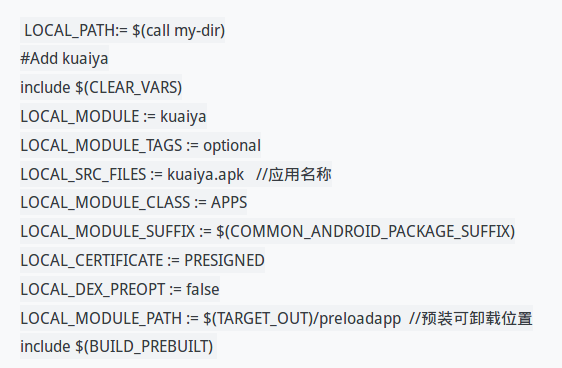 LOCAL_PATH:= $(call my-dir)
#Add kuaiya
include $(CLEAR_VARS)
LOCAL_MODULE := kuaiya
LOCAL_MODULE_TAGS := optional
LOCAL_SRC_FILES := kuaiya.apk   //应用名称
LOCAL_MODULE_CLASS := APPS
LOCAL_MODULE_SUFFIX := $(COMMON_ANDROID_PACKAGE_SUFFIX)
LOCAL_CERTIFICATE := PRESIGNED
LOCAL_DEX_PREOPT := false
LOCAL_MODULE_PATH := $(TARGET_OUT)/preloadapp  //预装可卸载位置
include $(BUILD_PREBUILT)